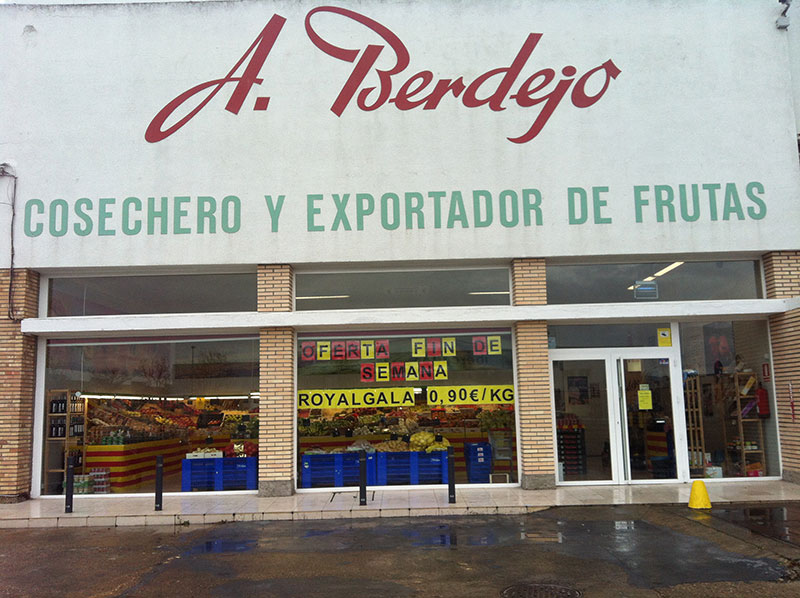 A. Berdejo
COSECHERO Y EXPORTADOR DE FRUTAS
OFERTA FIN DE
SEMANA
ROYALGALA 0,90€/KG